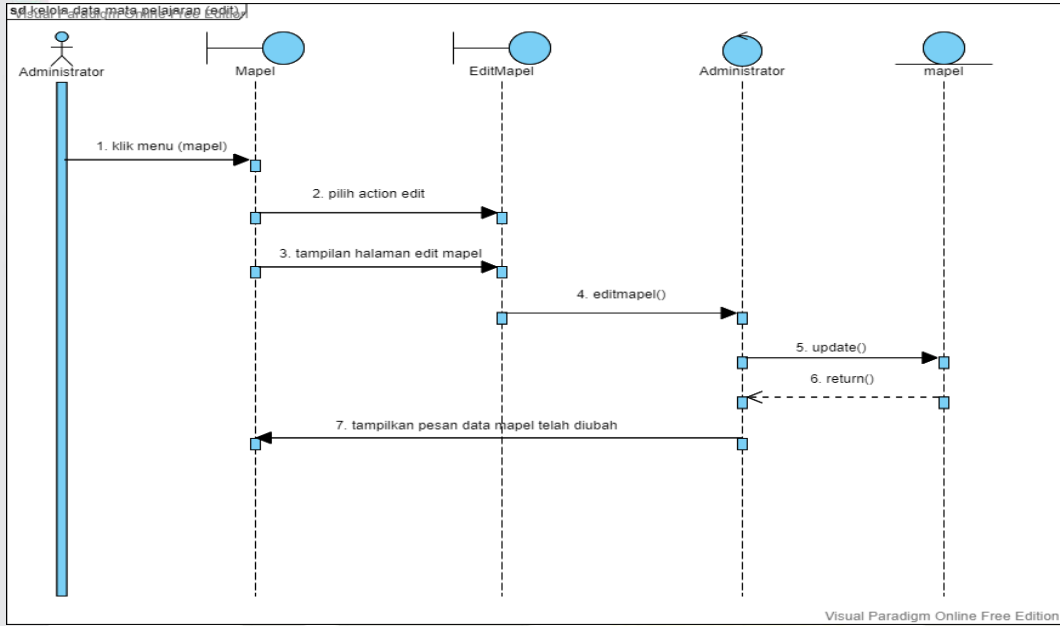 sd kelola data mata pelajaran (edit)
Visual Paradigm Online Free Edition
Administrator
Mapel
EditMapel
Administrator
mapel
1. klik menu (mapel)
2. pilih action edit
3. tampilan halaman edit mapel
4. editmapel()
5. update()
6. return()
7. tampilkan pesan data mapel telah diubah
Visual Paradigm Online Free Edition